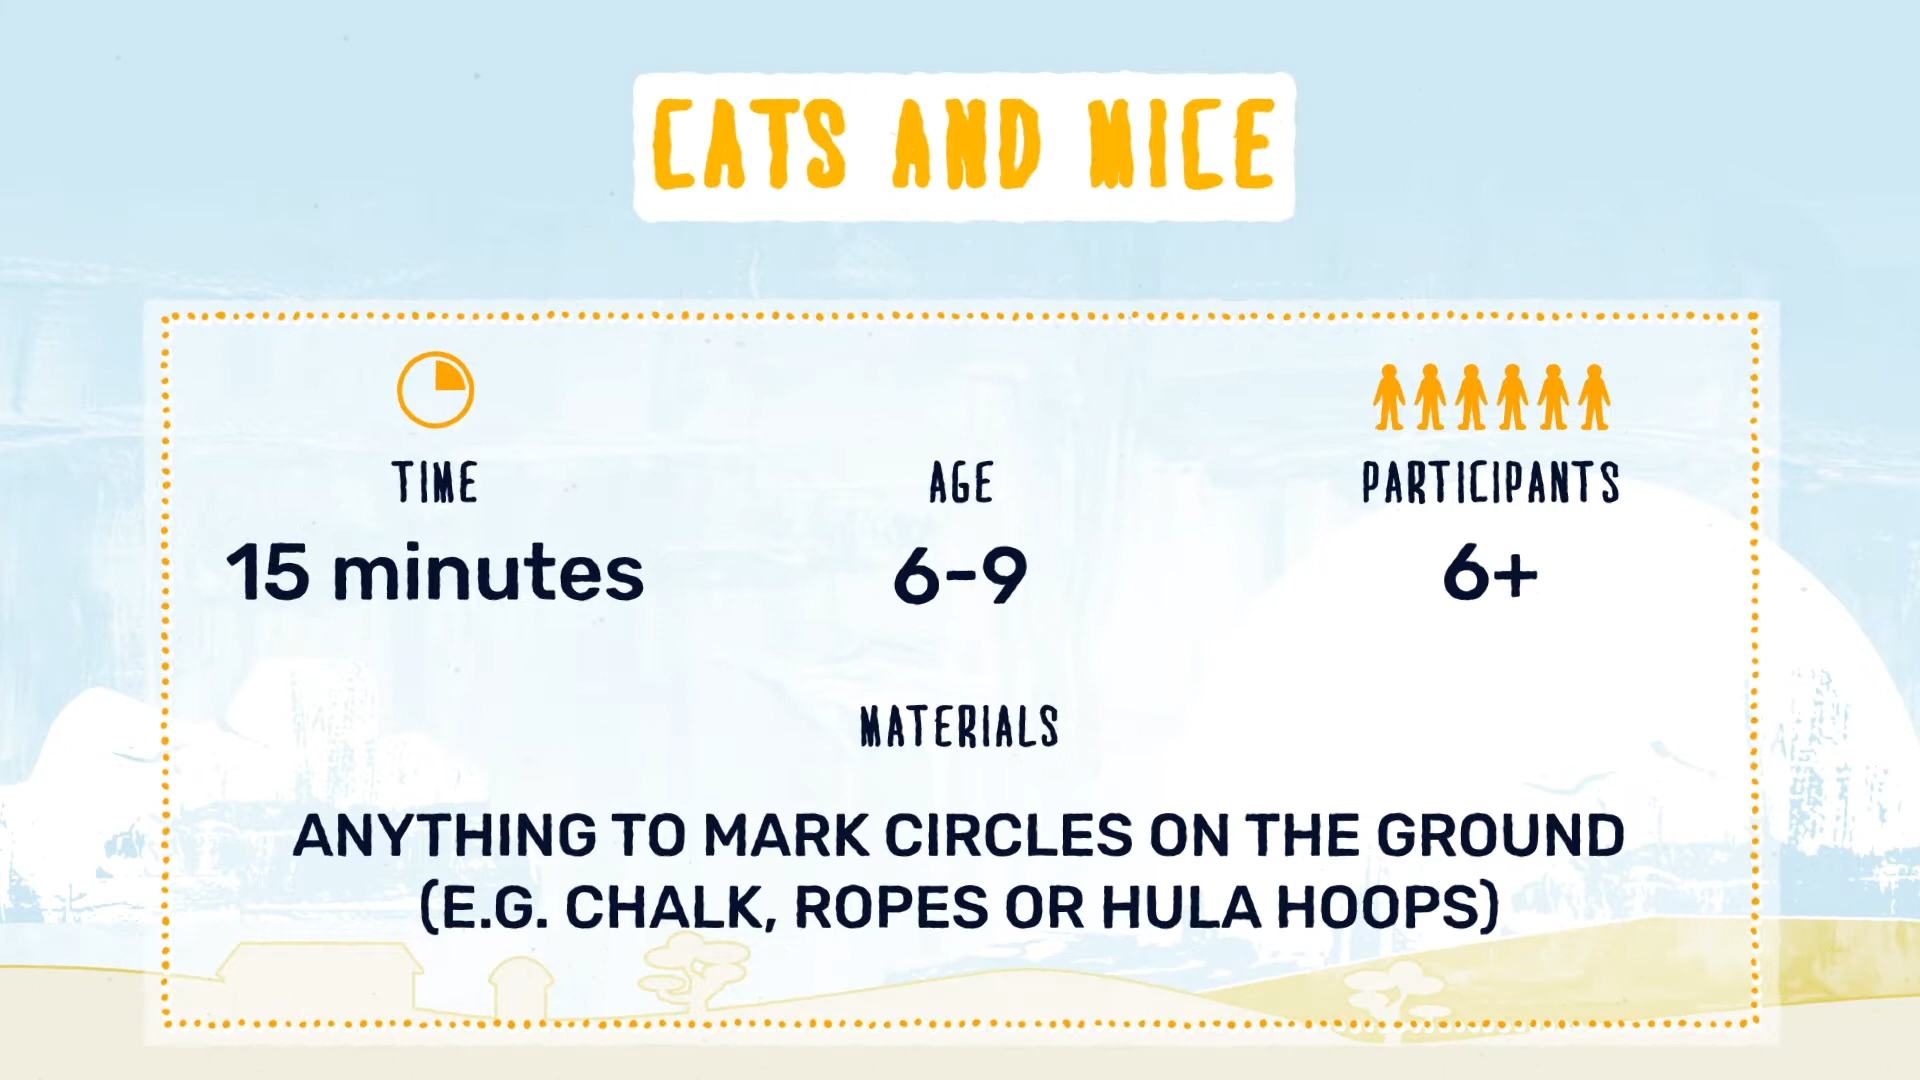 CATS AND MICE
TIME
15 minutes
AGE
6-9
PARTICIPANTS
6+
MATERIALS
ANYTHING TO MARK CIRCLES ON THE GROUND
(E.G. CHALK, ROPES OR HULA HOOPS)